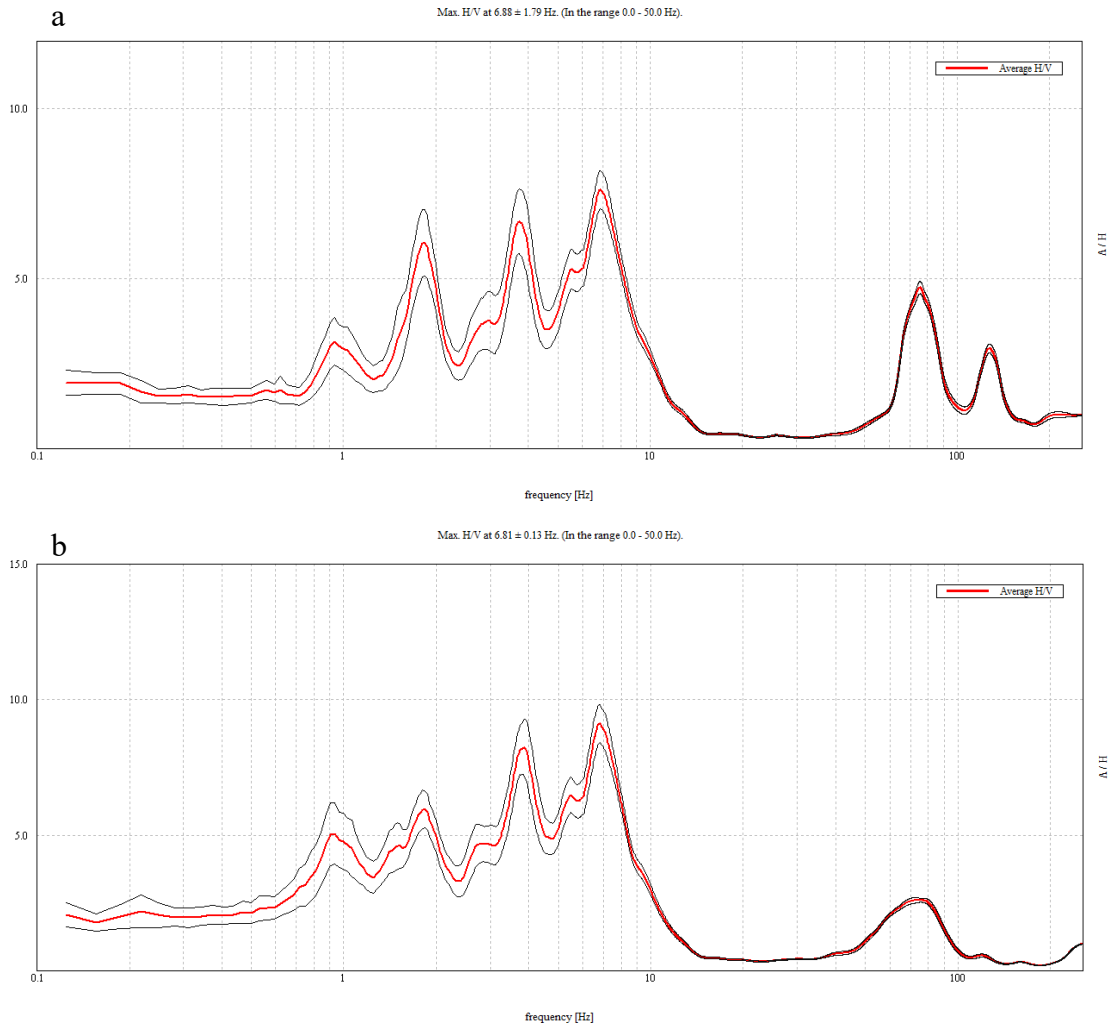 a
Max. H/V at 6.88 ± 1.79 Hz. (In the range 0.0 - 50.0 Hz).
Average H/V
10.0
5.0
H / V
0.1 1 10 100
frequency [Hz]
b
Max. H/V at 6.81 ± 0.13 Hz. (In the range 0.0 - 50.0 Hz).
15.0
Average H/V
10.0
5.0
H / V
0.1 1 10 100
frequency [Hz]